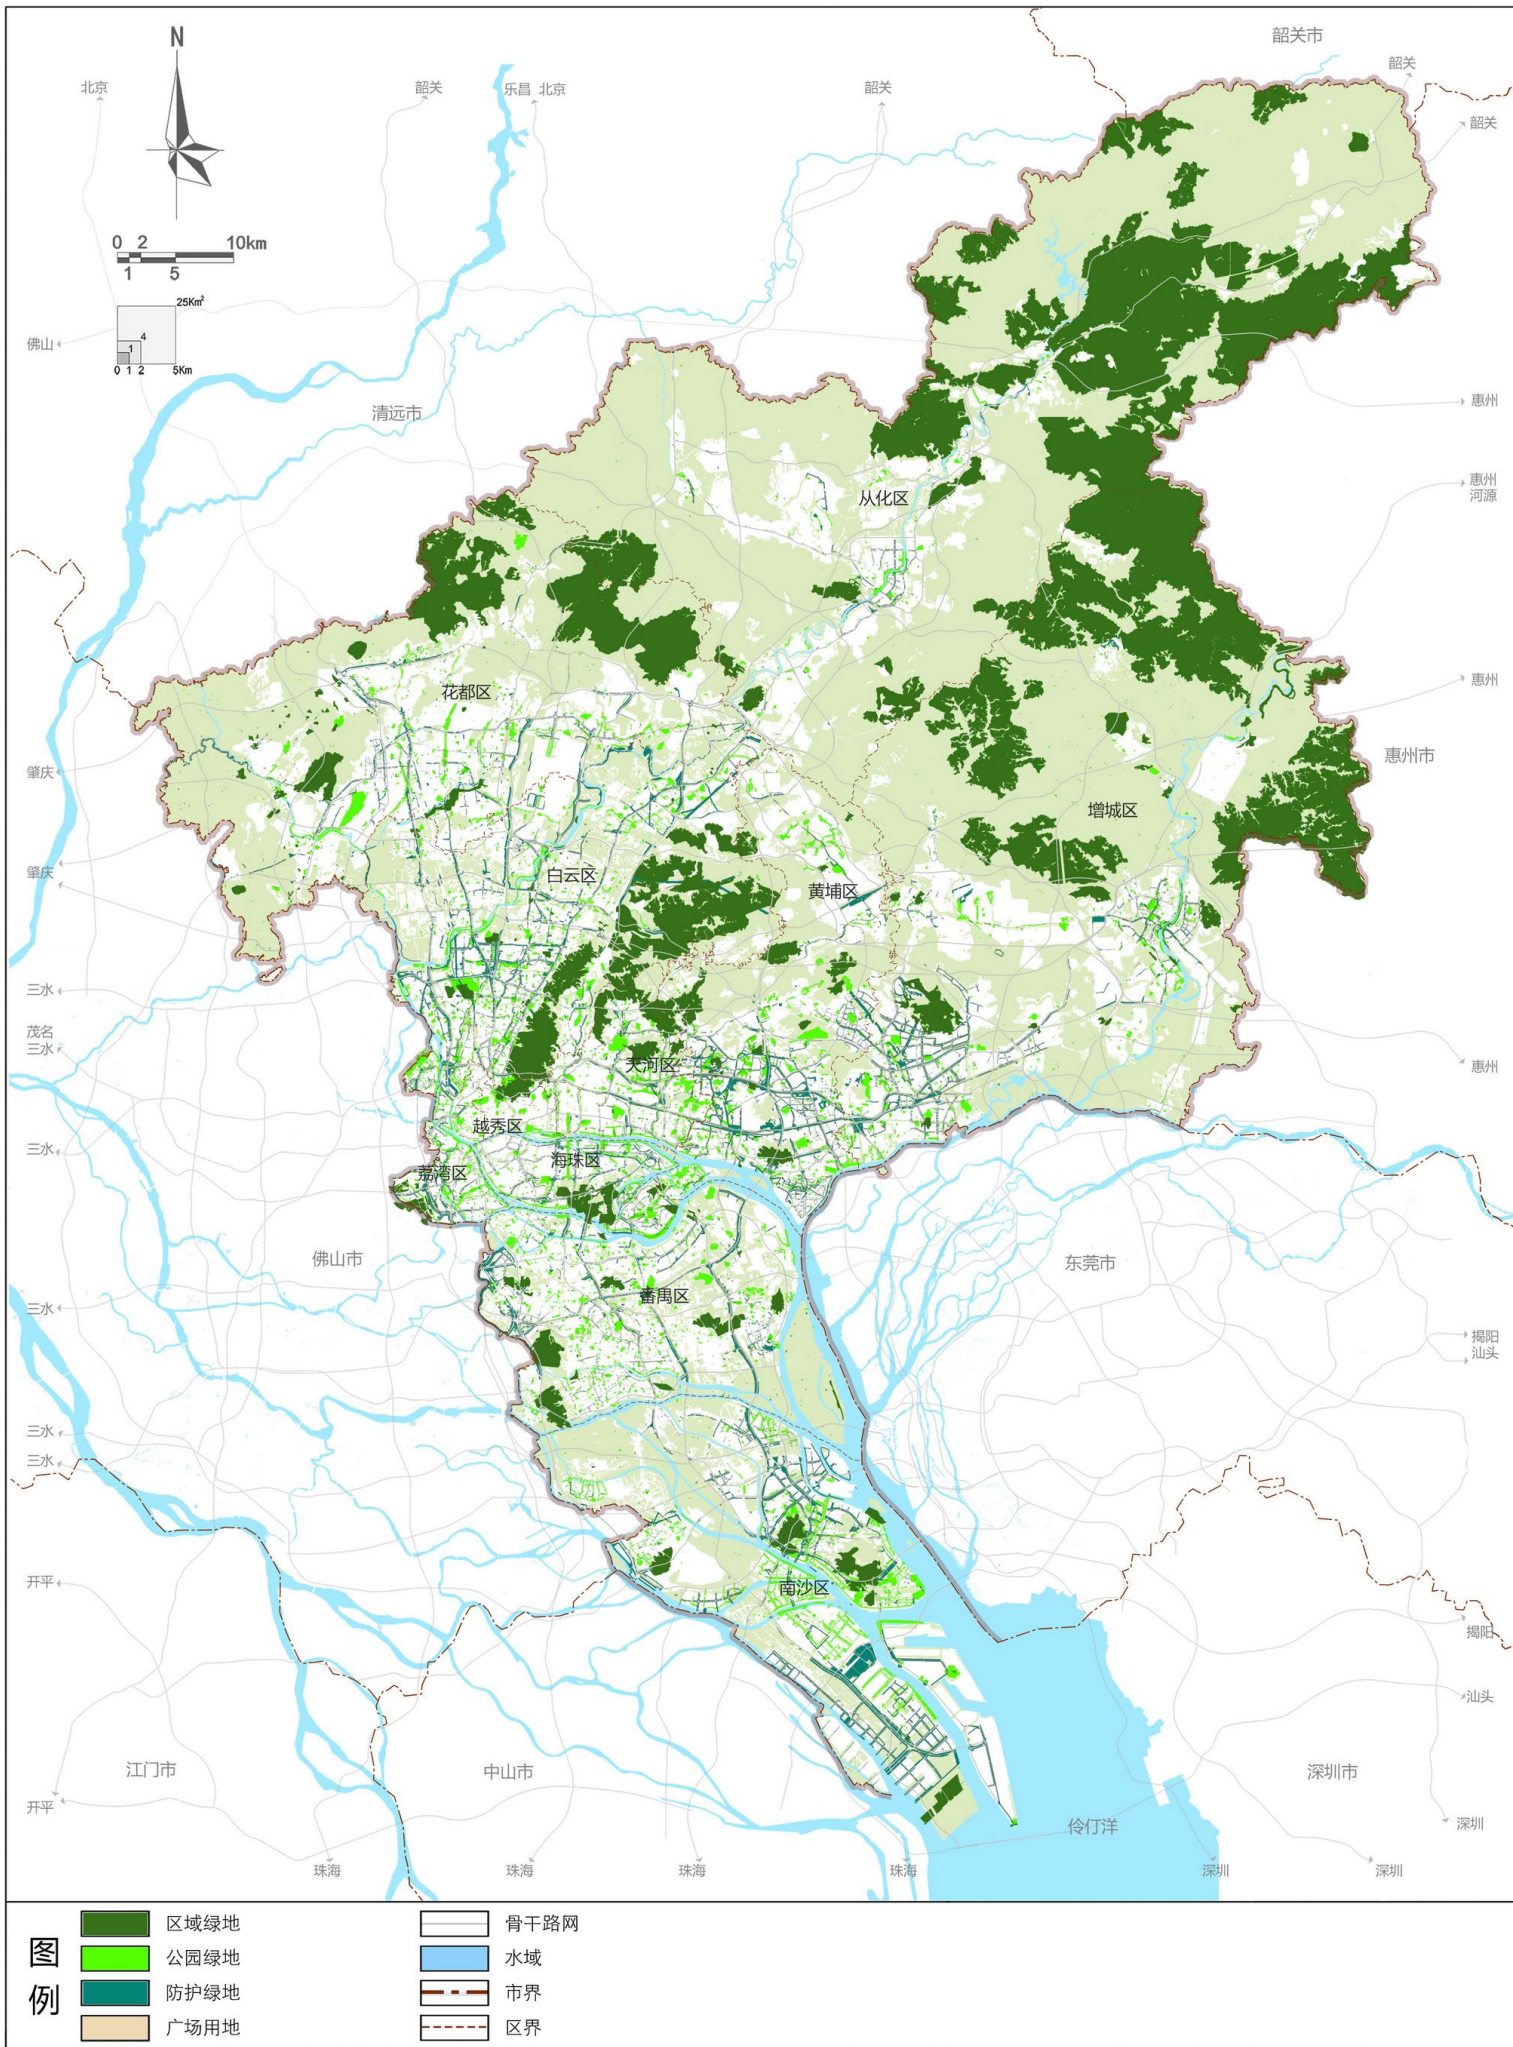 韶关市
N
韶关
北京
韶关
乐昌 北京
韶关
韶关
0 2 10km
1 5
25Km²
4
1
0 1 2 5Km
佛山
清远市
惠州
从化区
惠州
河源
花都区
惠州
惠州市
肇庆
增城区
白云区
黄埔区
肇庆
三水
茂名
三水
天河区
惠州
越秀区
三水
海珠区
荔湾区
佛山市
东莞市
三水
番禺区
揭阳
汕头
三水
三水
开平
南沙区
揭阳
汕头
江门市
中山市
深圳市
开平
伶仃洋
深圳
珠海
珠海
珠海
珠海
深圳
深圳
图例
区域绿地
公园绿地
防护绿地
广场用地
骨干路网
水域
市界
区界